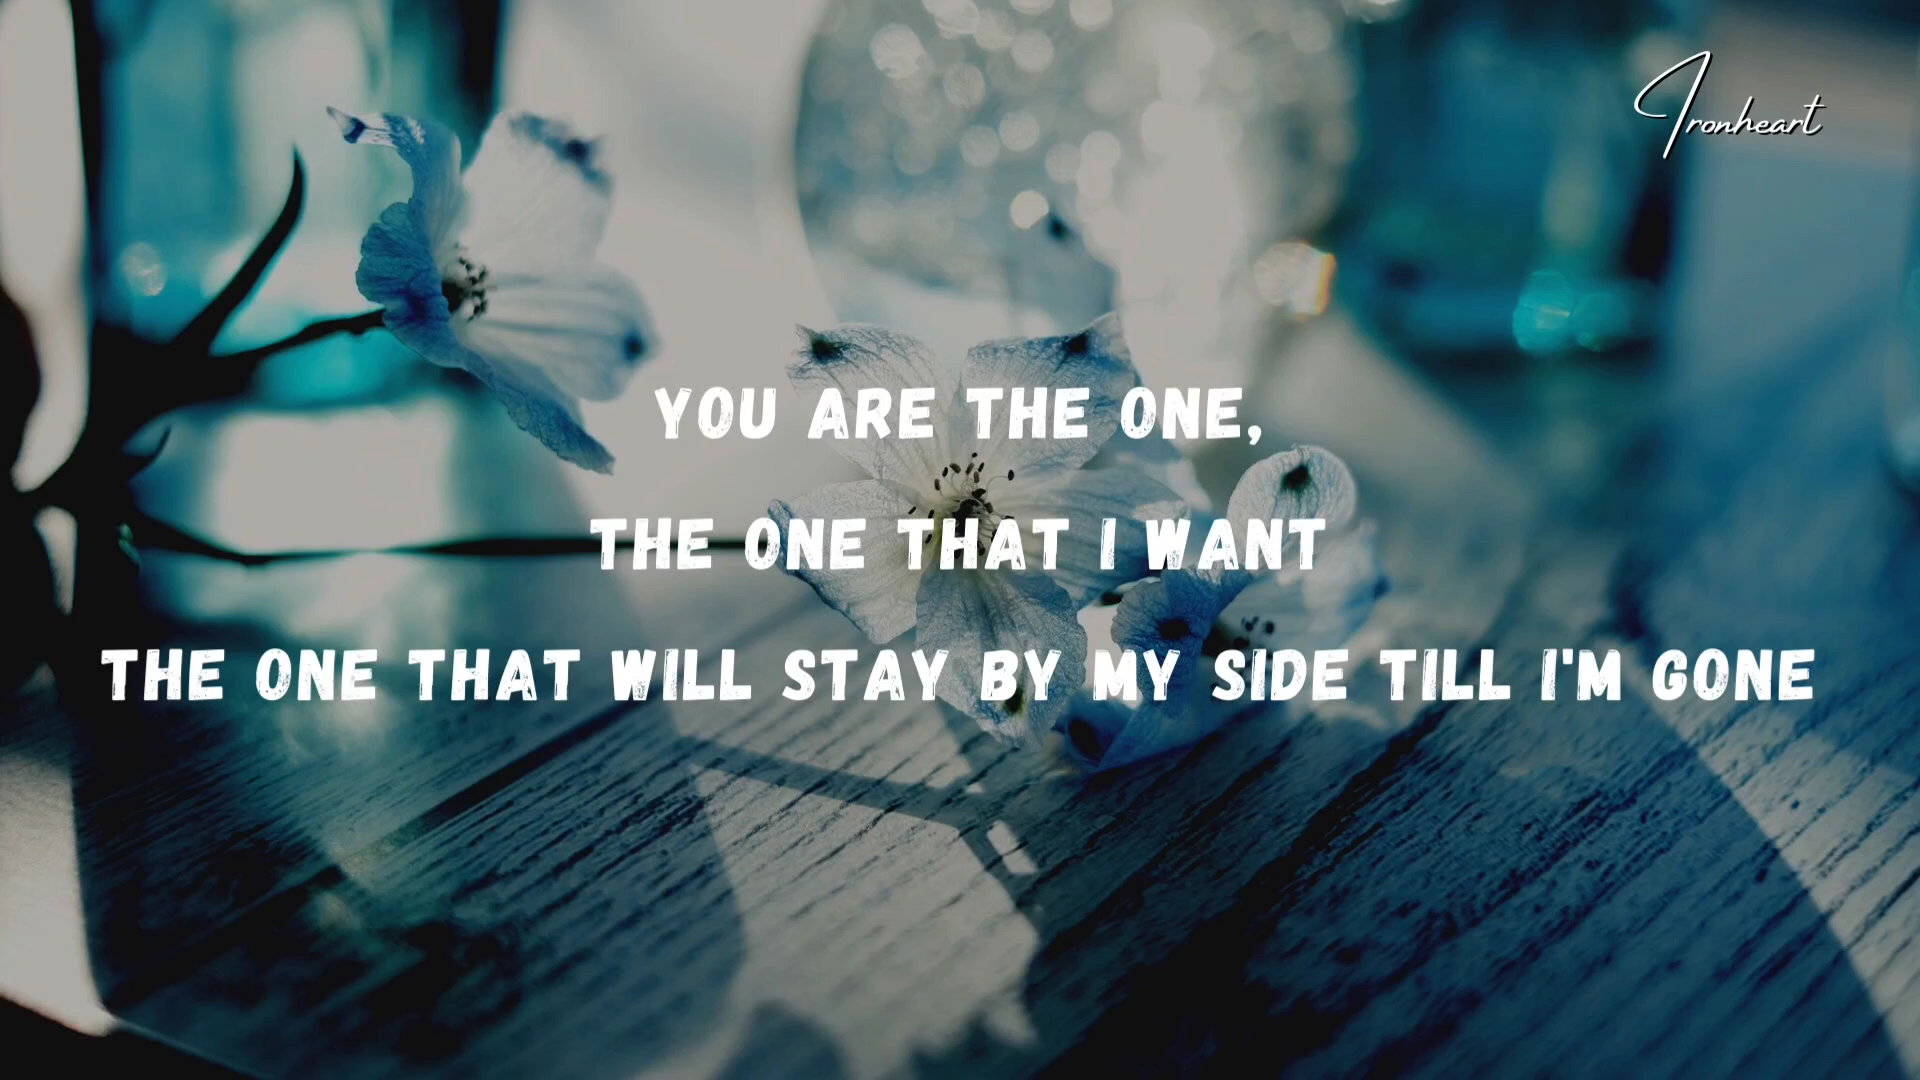 Ironheart
YOU ARE THE ONE,
THE ONE THAT I WANT
THE ONE THAT WILL STAY BY MY SIDE TILL I'M GONE